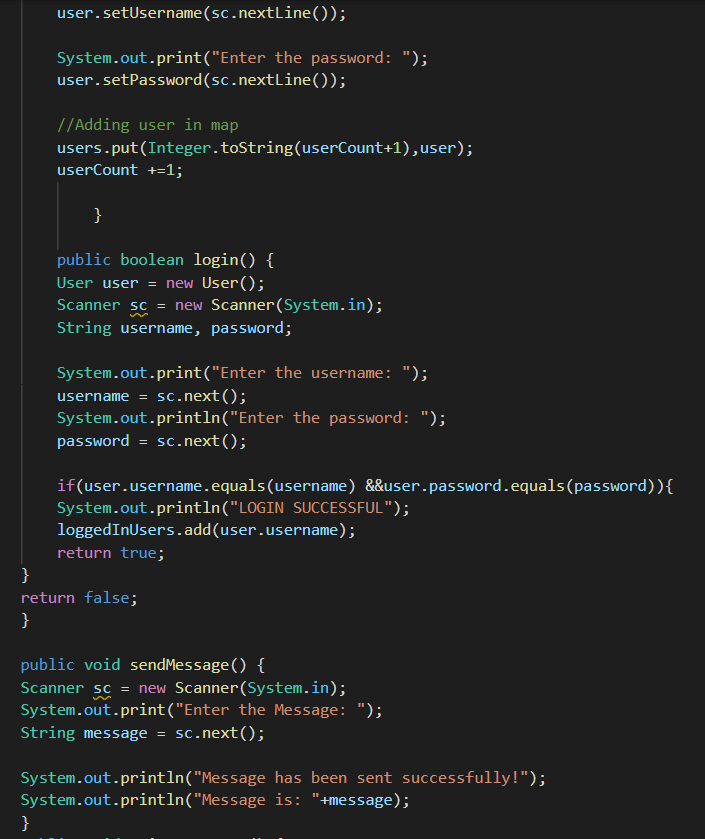 user.setUsername(sc.nextLine());
System.out.print("Enter the password: ");
user.setPassword(sc.nextLine());
//Adding user in map
users.put(Integer.toString(userCount+1),user);
userCount +=1;
}
public boolean login() {
User user = new User();
Scanner sc = new Scanner(System.in);
String username, password;
System.out.print("Enter the username: ");
username = sc.next();
System.out.println("Enter the password: ");
password = sc.next();
if(user.username.equals(username) &&user.password.equals(password)){
System.out.println("LOGIN SUCCESSFUL");
loggedInUsers.add(user.username);
return true;
}
return false;
}
public void sendMessage() {
Scanner sc = new Scanner(System.in);
System.out.print("Enter the Message: ");
String message = sc.next();
System.out.println("Message has been sent successfully!");
System.out.println("Message is: "+message);
}